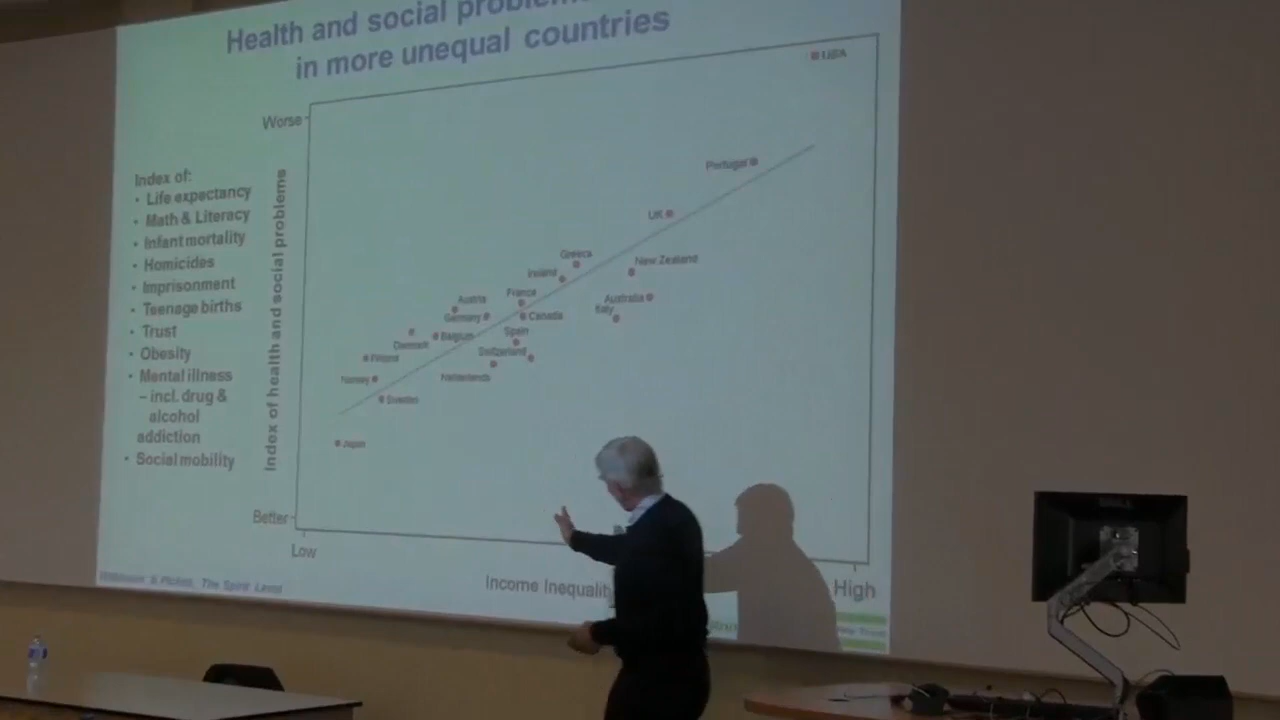 Health and social
in more unequal countries
Worse
Index of:
• Life expectancy
• Math & Literacy
• Infant mortality
• Homicides
• Imprisonment
• Teenage births
• Trust
• Obesity
• Mental illness
– incl. drug &
alcohol
addiction
• Social mobility
Index of health and social problems
USA
Portugal
UK
Greece
New Zealand
Ireland
France
Australia
Austria
Italy
Germany
Canada
Spain
Belgium
Denmark
Switzerland
Finland
Norway
Netherlands
Sweden
Japan
Better
Low
Income
High
Wilkinson & Pickett, The Spirit Level
DELL